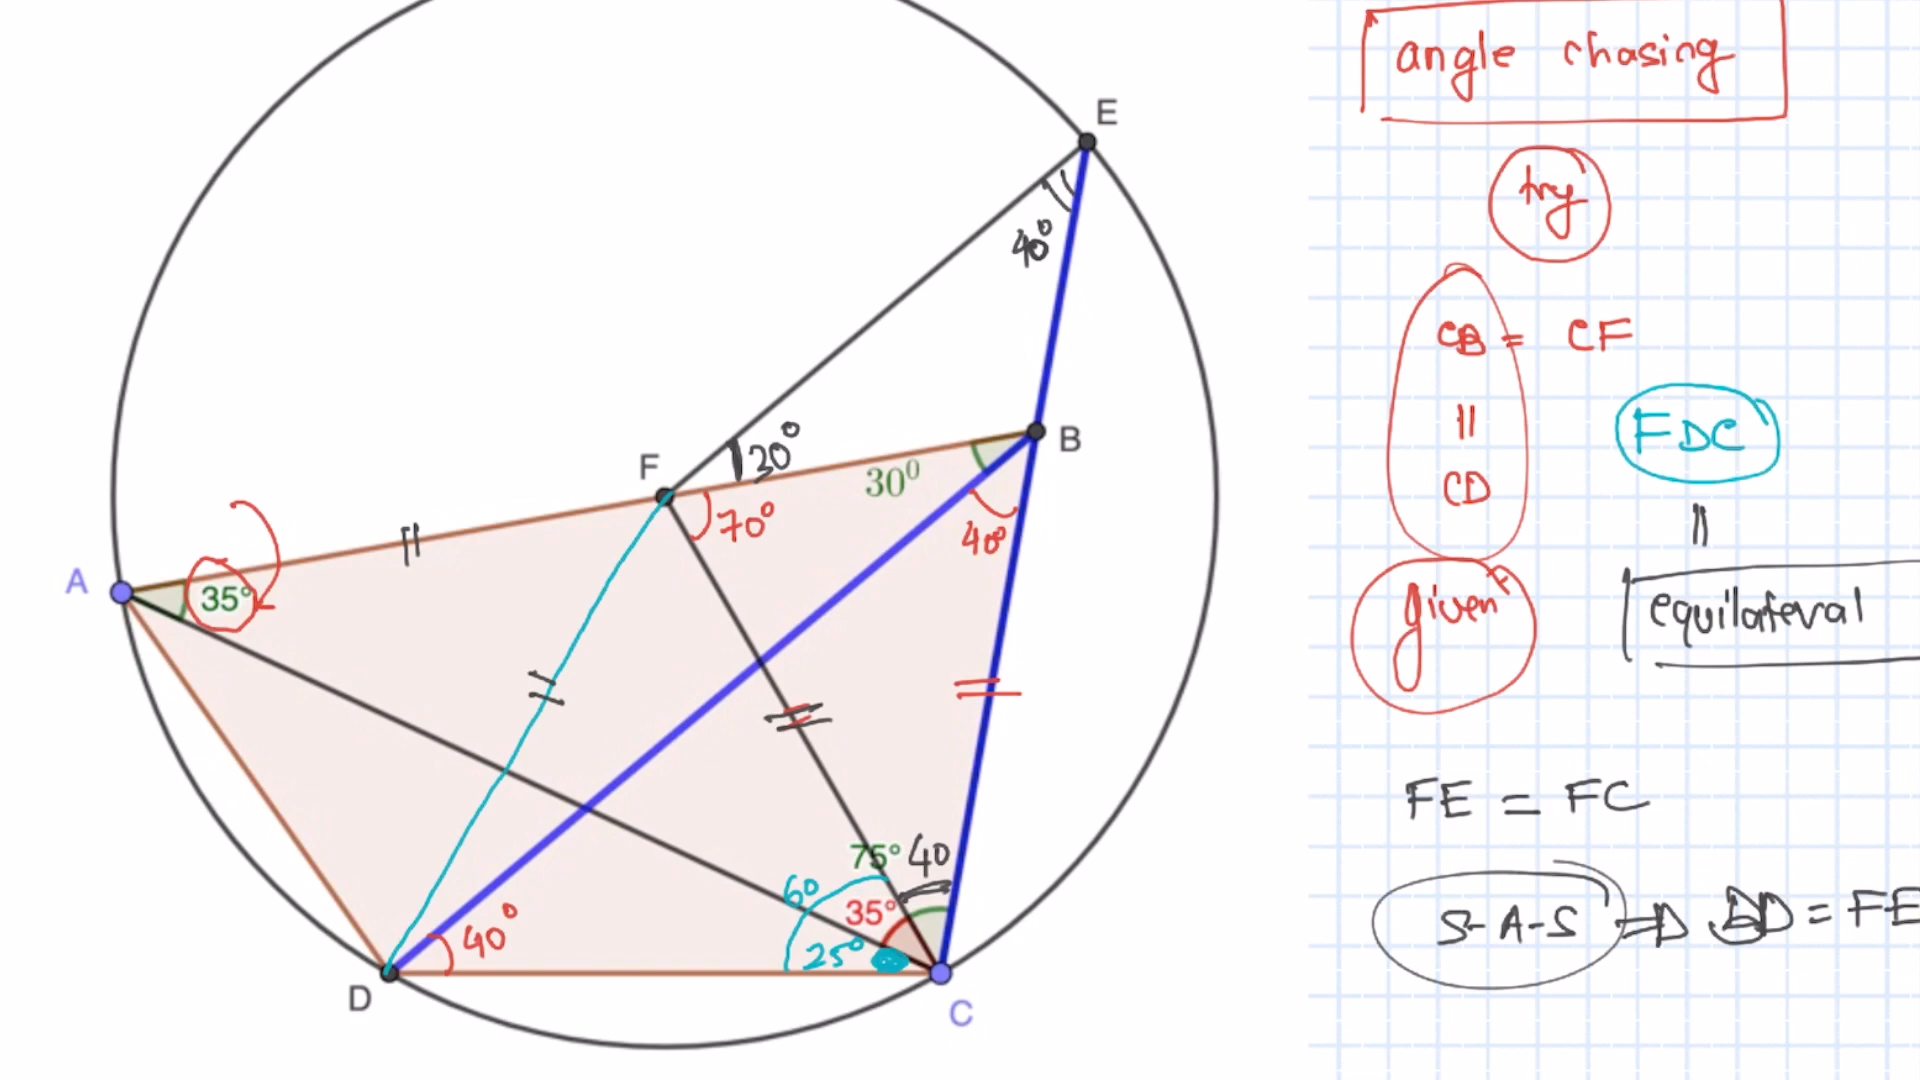 angle chasing
try
CB = CF
||
CD
FDC
||
given
equilateral
FE = FC
S-A-S ⇒ BD = FE
E
40°
B
F
30°
30⁰
70°
40°
A
35°
75° 40
60
35°
25°
40°
D
C